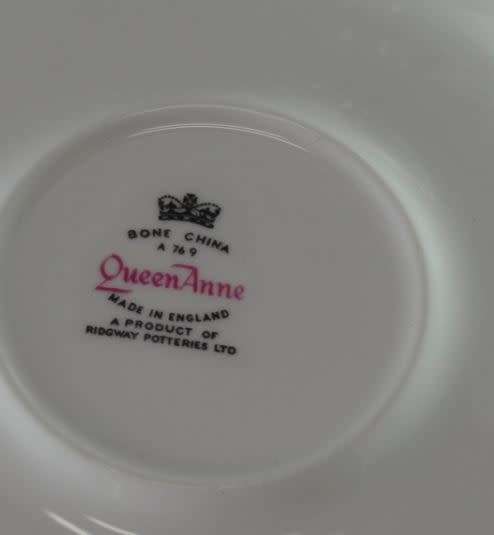 BONE CHINA
A 769
QueenAnne
MADE IN ENGLAND
A PRODUCT OF
RIDGWAY POTTERIES LTD